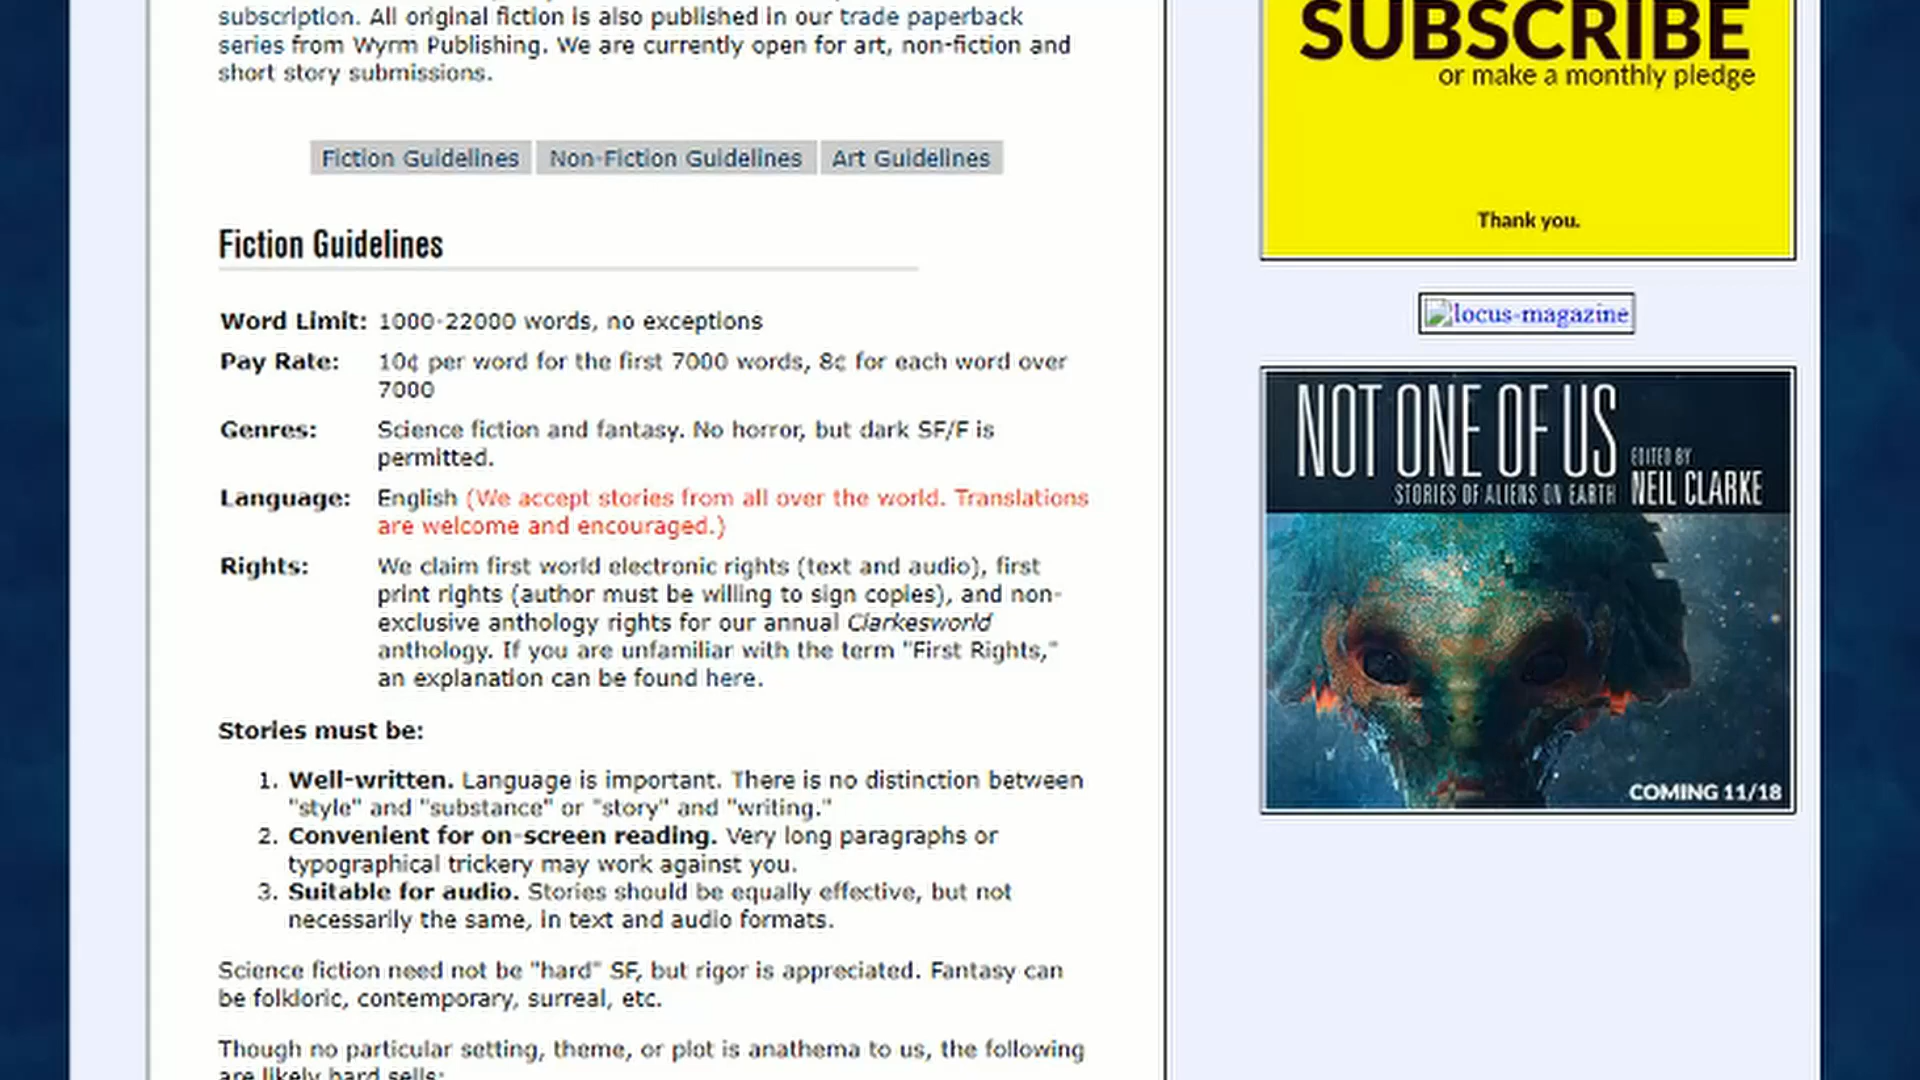 subscription. All original fiction is also published in our trade paperback
series from Wyrm Publishing. We are currently open for art, non-fiction and
short story submissions.
Fiction Guidelines Non-Fiction Guidelines Art Guidelines
Fiction Guidelines
Word Limit: 1000-22000 words, no exceptions
Pay Rate: 10¢ per word for the first 7000 words, 8¢ for each word over
7000
Genres: Science fiction and fantasy. No horror, but dark SF/F is
permitted.
Language: English (We accept stories from all over the world. Translations
are welcome and encouraged.)
Rights: We claim first world electronic rights (text and audio), first
print rights (author must be willing to sign copies), and non-
exclusive anthology rights for our annual Clarkesworld
anthology. If you are unfamiliar with the term "First Rights,"
an explanation can be found here.
Stories must be:
1. Well-written. Language is important. There is no distinction between
"style" and "substance" or "story" and "writing."
2. Convenient for on-screen reading. Very long paragraphs or
typographical trickery may work against you.
3. Suitable for audio. Stories should be equally effective, but not
necessarily the same, in text and audio formats.
Science fiction need not be "hard" SF, but rigor is appreciated. Fantasy can
be folkloric, contemporary, surreal, etc.
Though no particular setting, theme, or plot is anathema to us, the following
are likely hard sells:
SUBSCRIBE
or make a monthly pledge
Thank you.
locus-magazine
NOT ONE OF US
STORIES OF ALIENS ON EARTH
EDITED BY
NEIL CLARKE
COMING 11/18